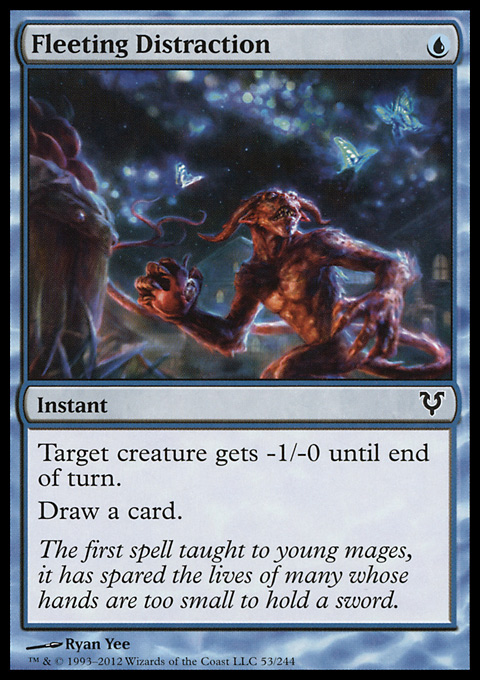 Fleeting Distraction
Instant
Target creature gets -1/-0 until end
of turn.
Draw a card.
The first spell taught to young mages,
it has spared the lives of many whose
hands are too small to hold a sword.
Ryan Yee
™ & © 1993–2012 Wizards of the Coast LLC 53/244